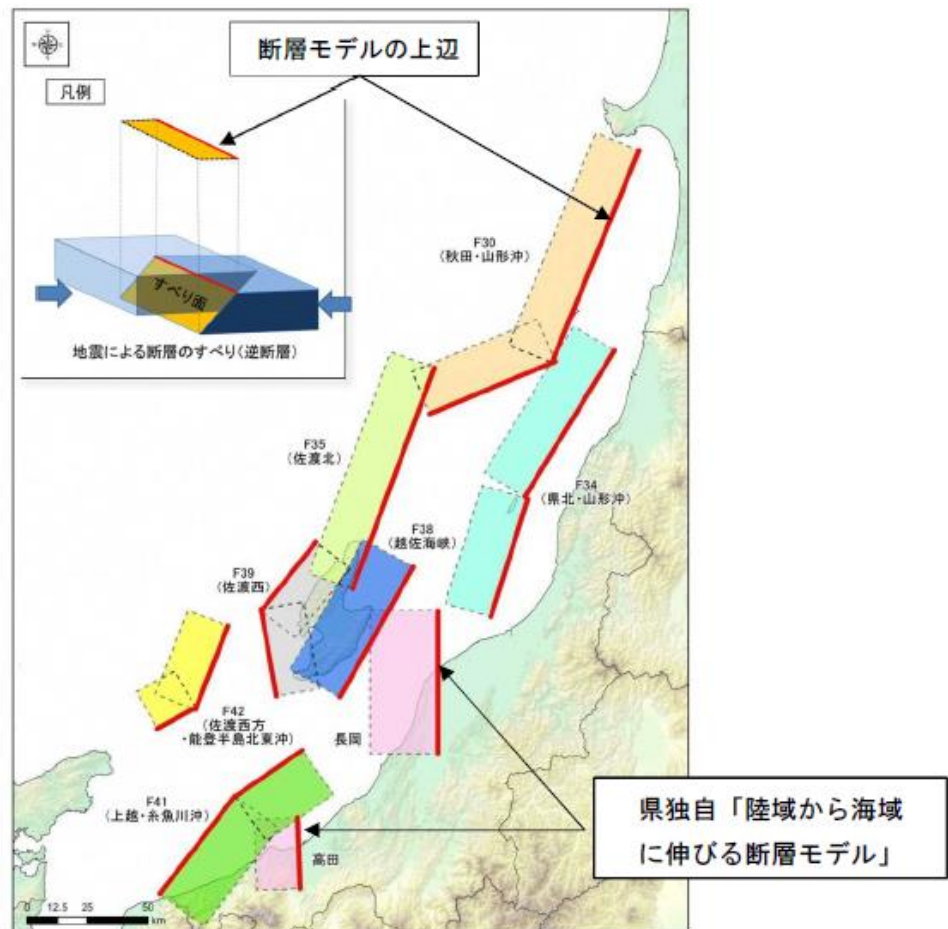 断層モデルの上辺
凡例
すべり面
地震による断層のすべり(逆断層)
F30
(秋田・山形沖)
F35
(佐渡北)
F34
(県北・山形沖)
F38
(越佐海峡)
F39
(佐渡西)
F42
(佐渡西方
・能登半島北東沖)
長岡
F41
(上越・糸魚川沖)
高田
県独自「陸域から海域
に伸びる断層モデル」
0 12.5 25 50
km